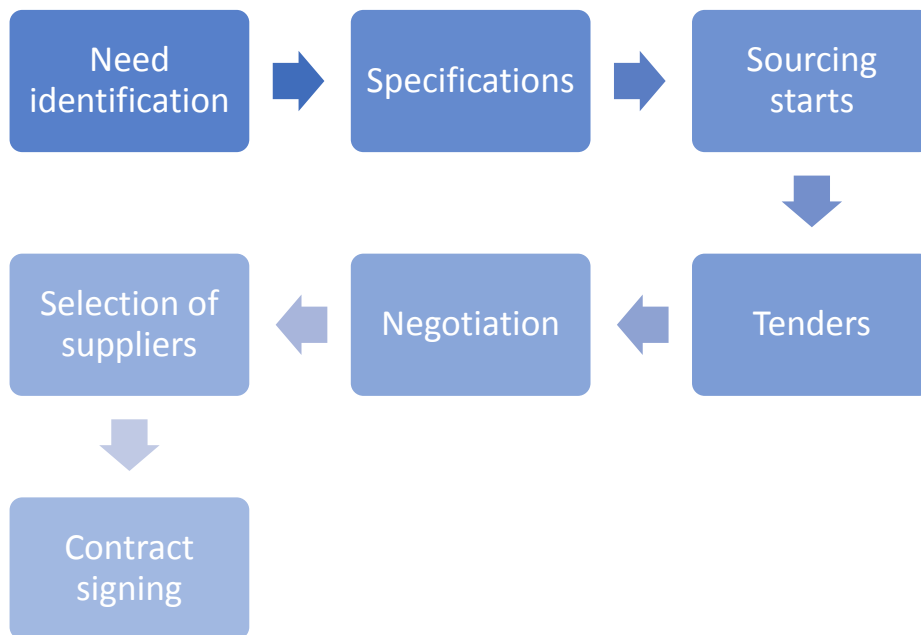 Need
identification
Specifications
Sourcing
starts
Tenders
Negotiation
Selection of
suppliers
Contract
signing